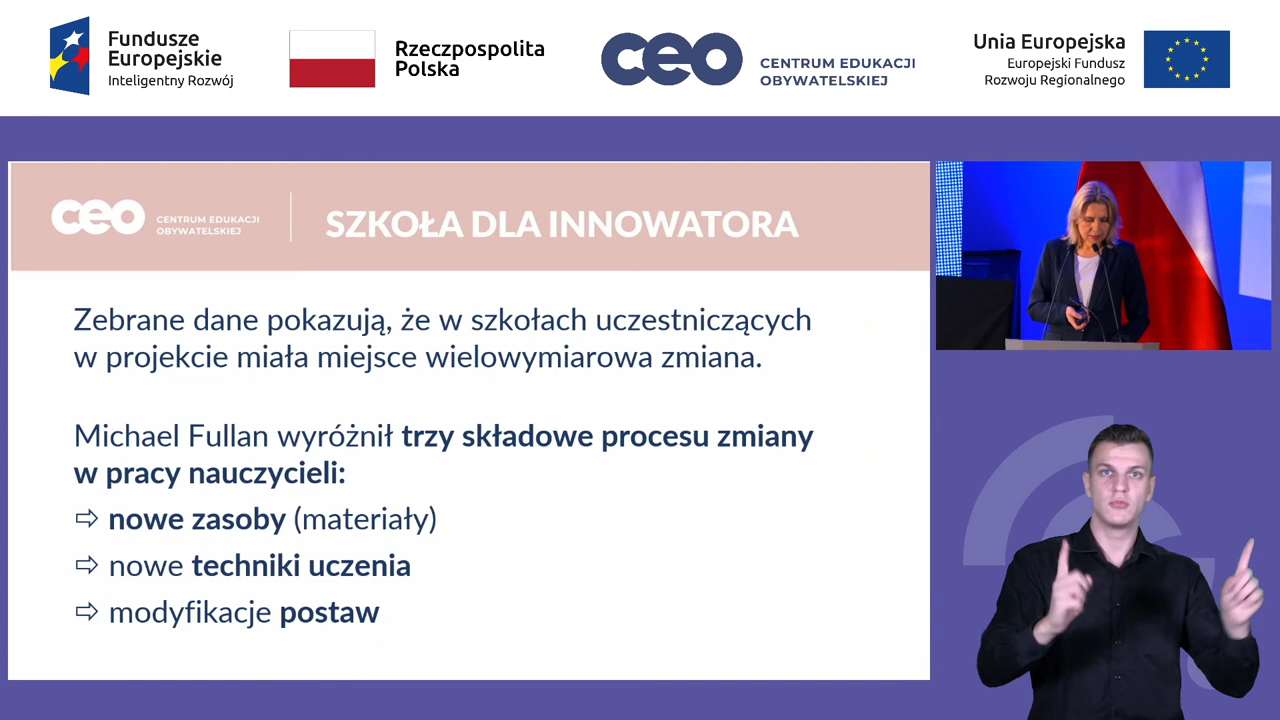 Fundusze
Europejskie
Inteligentny Rozwój
Rzeczpospolita
Polska
ceo
CENTRUM EDUKACJI
OBYWATELSKIEJ
Unia Europejska
Europejski Fundusz
Rozwoju Regionalnego
ceo
CENTRUM EDUKACJI
OBYWATELSKIEJ
SZKOŁA DLA INNOWATORA
Zebrane dane pokazują, że w szkołach uczestniczących
w projekcie miała miejsce wielowymiarowa zmiana.
Michael Fullan wyróżnił trzy składowe procesu zmiany
w pracy nauczycieli:
⇨ nowe zasoby (materiały)
⇨ nowe techniki uczenia
⇨ modyfikacje postaw